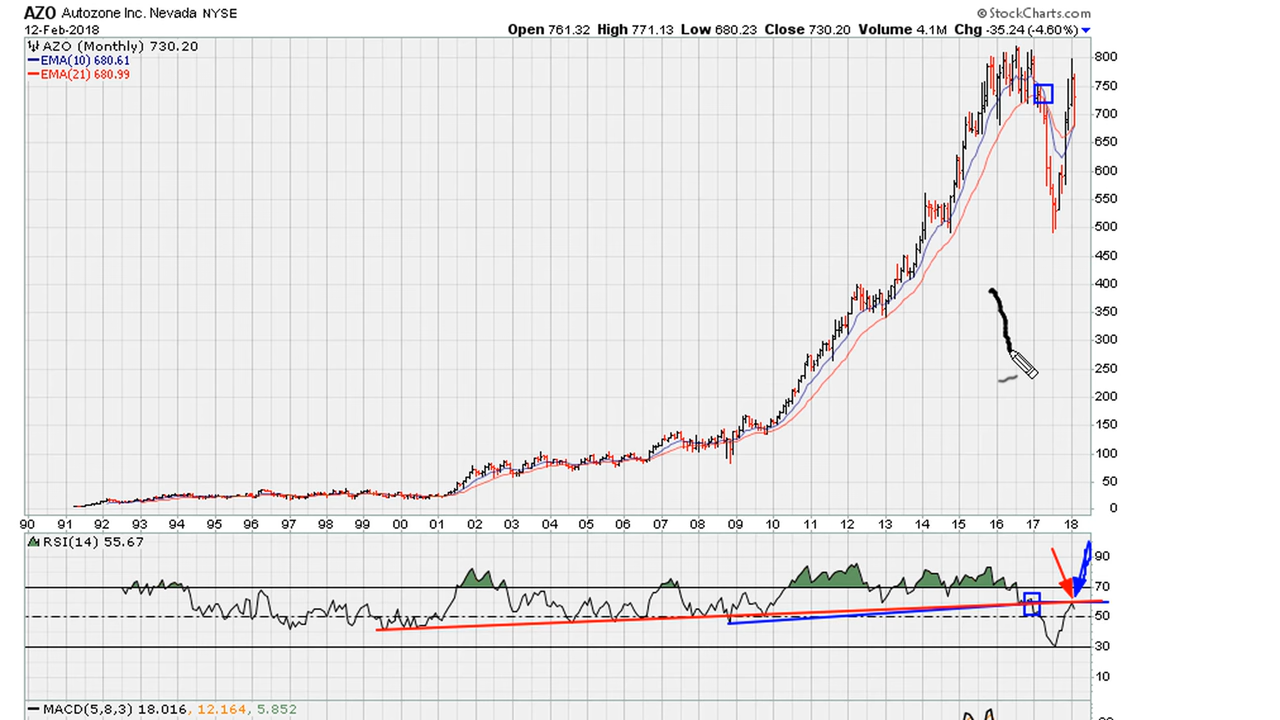 AZO Autozone Inc. Nevada NYSE
© StockCharts.com
12-Feb-2018
Open 761.32 High 771.13 Low 680.23 Close 730.20 Volume 4.1M Chg -35.24 (-4.60%)
AZO (Monthly) 730.20
EMA(10) 680.61
EMA(21) 680.99
800
750
700
650
600
550
500
450
400
350
300
250
200
150
100
50
0
90 91 92 93 94 95 96 97 98 99 00 01 02 03 04 05 06 07 08 09 10 11 12 13 14 15 16 17 18
RSI(14) 55.67
90
70
50
30
10
MACD(5,8,3) 18.016, 12.164, 5.852